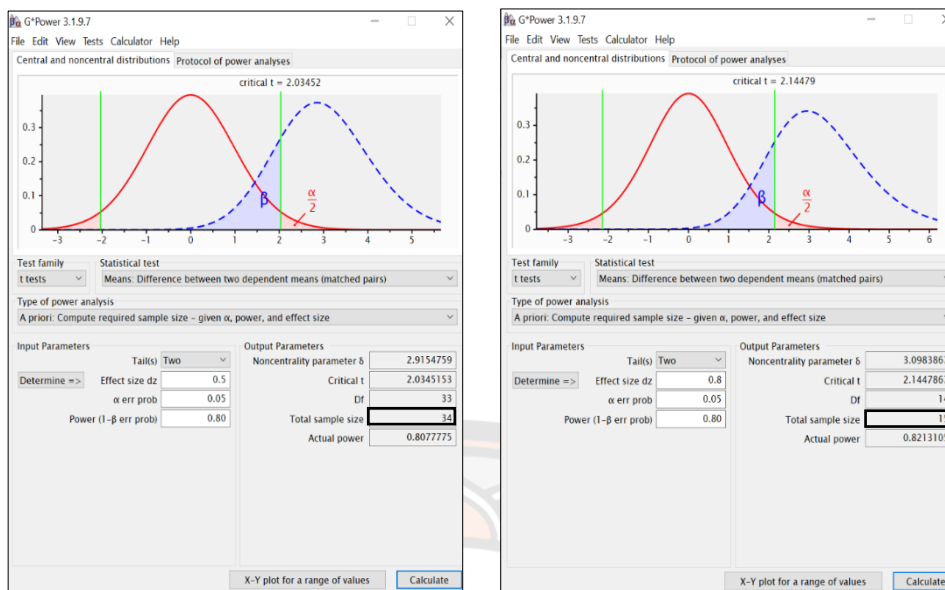 G*Power 3.1.9.7
File Edit View Tests Calculator Help
Central and noncentral distributions Protocol of power analyses
critical t = 2.03452
0.3
0.2
0.1
0
β
α
2
-3 -2 -1 0 1 2 3 4 5
Test family Statistical test
t tests Means: Difference between two dependent means (matched pairs)
Type of power analysis
A priori: Compute required sample size – given α, power, and effect size
Input Parameters Output Parameters
Tail(s) Two Noncentrality parameter δ 2.9154759
Determine => Effect size dz 0.5 Critical t 2.0345153
α err prob 0.05 Df 33
Power (1-β err prob) 0.80 Total sample size 34
Actual power 0.8077775
X-Y plot for a range of values Calculate
G*Power 3.1.9.7
File Edit View Tests Calculator Help
Central and noncentral distributions Protocol of power analyses
critical t = 2.14479
0.3
0.2
0.1
0
β
α
2
-3 -2 -1 0 1 2 3 4 5 6
Test family Statistical test
t tests Means: Difference between two dependent means (matched pairs)
Type of power analysis
A priori: Compute required sample size – given α, power, and effect size
Input Parameters Output Parameters
Tail(s) Two Noncentrality parameter δ 3.098386
Determine => Effect size dz 0.8 Critical t 2.144786
α err prob 0.05 Df
Power (1-β err prob) 0.80 Total sample size
Actual power 0.821310
X-Y plot for a range of values Calculate